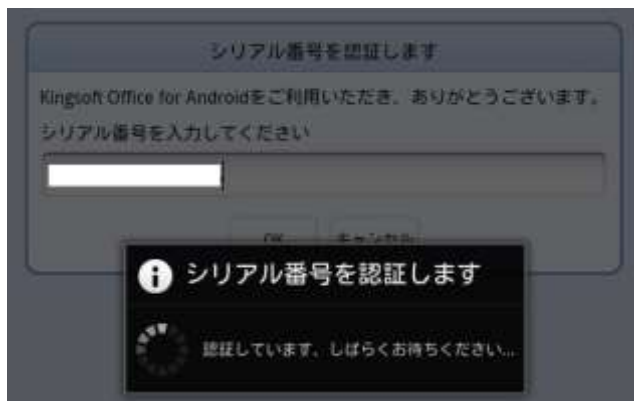 シリアル番号を認証します
Kingsoft Office for Androidをご利用いただき、ありがとうございます。
シリアル番号を入力してください
OK キャンセル
シリアル番号を認証します
認証しています、しばらくお待ちください...